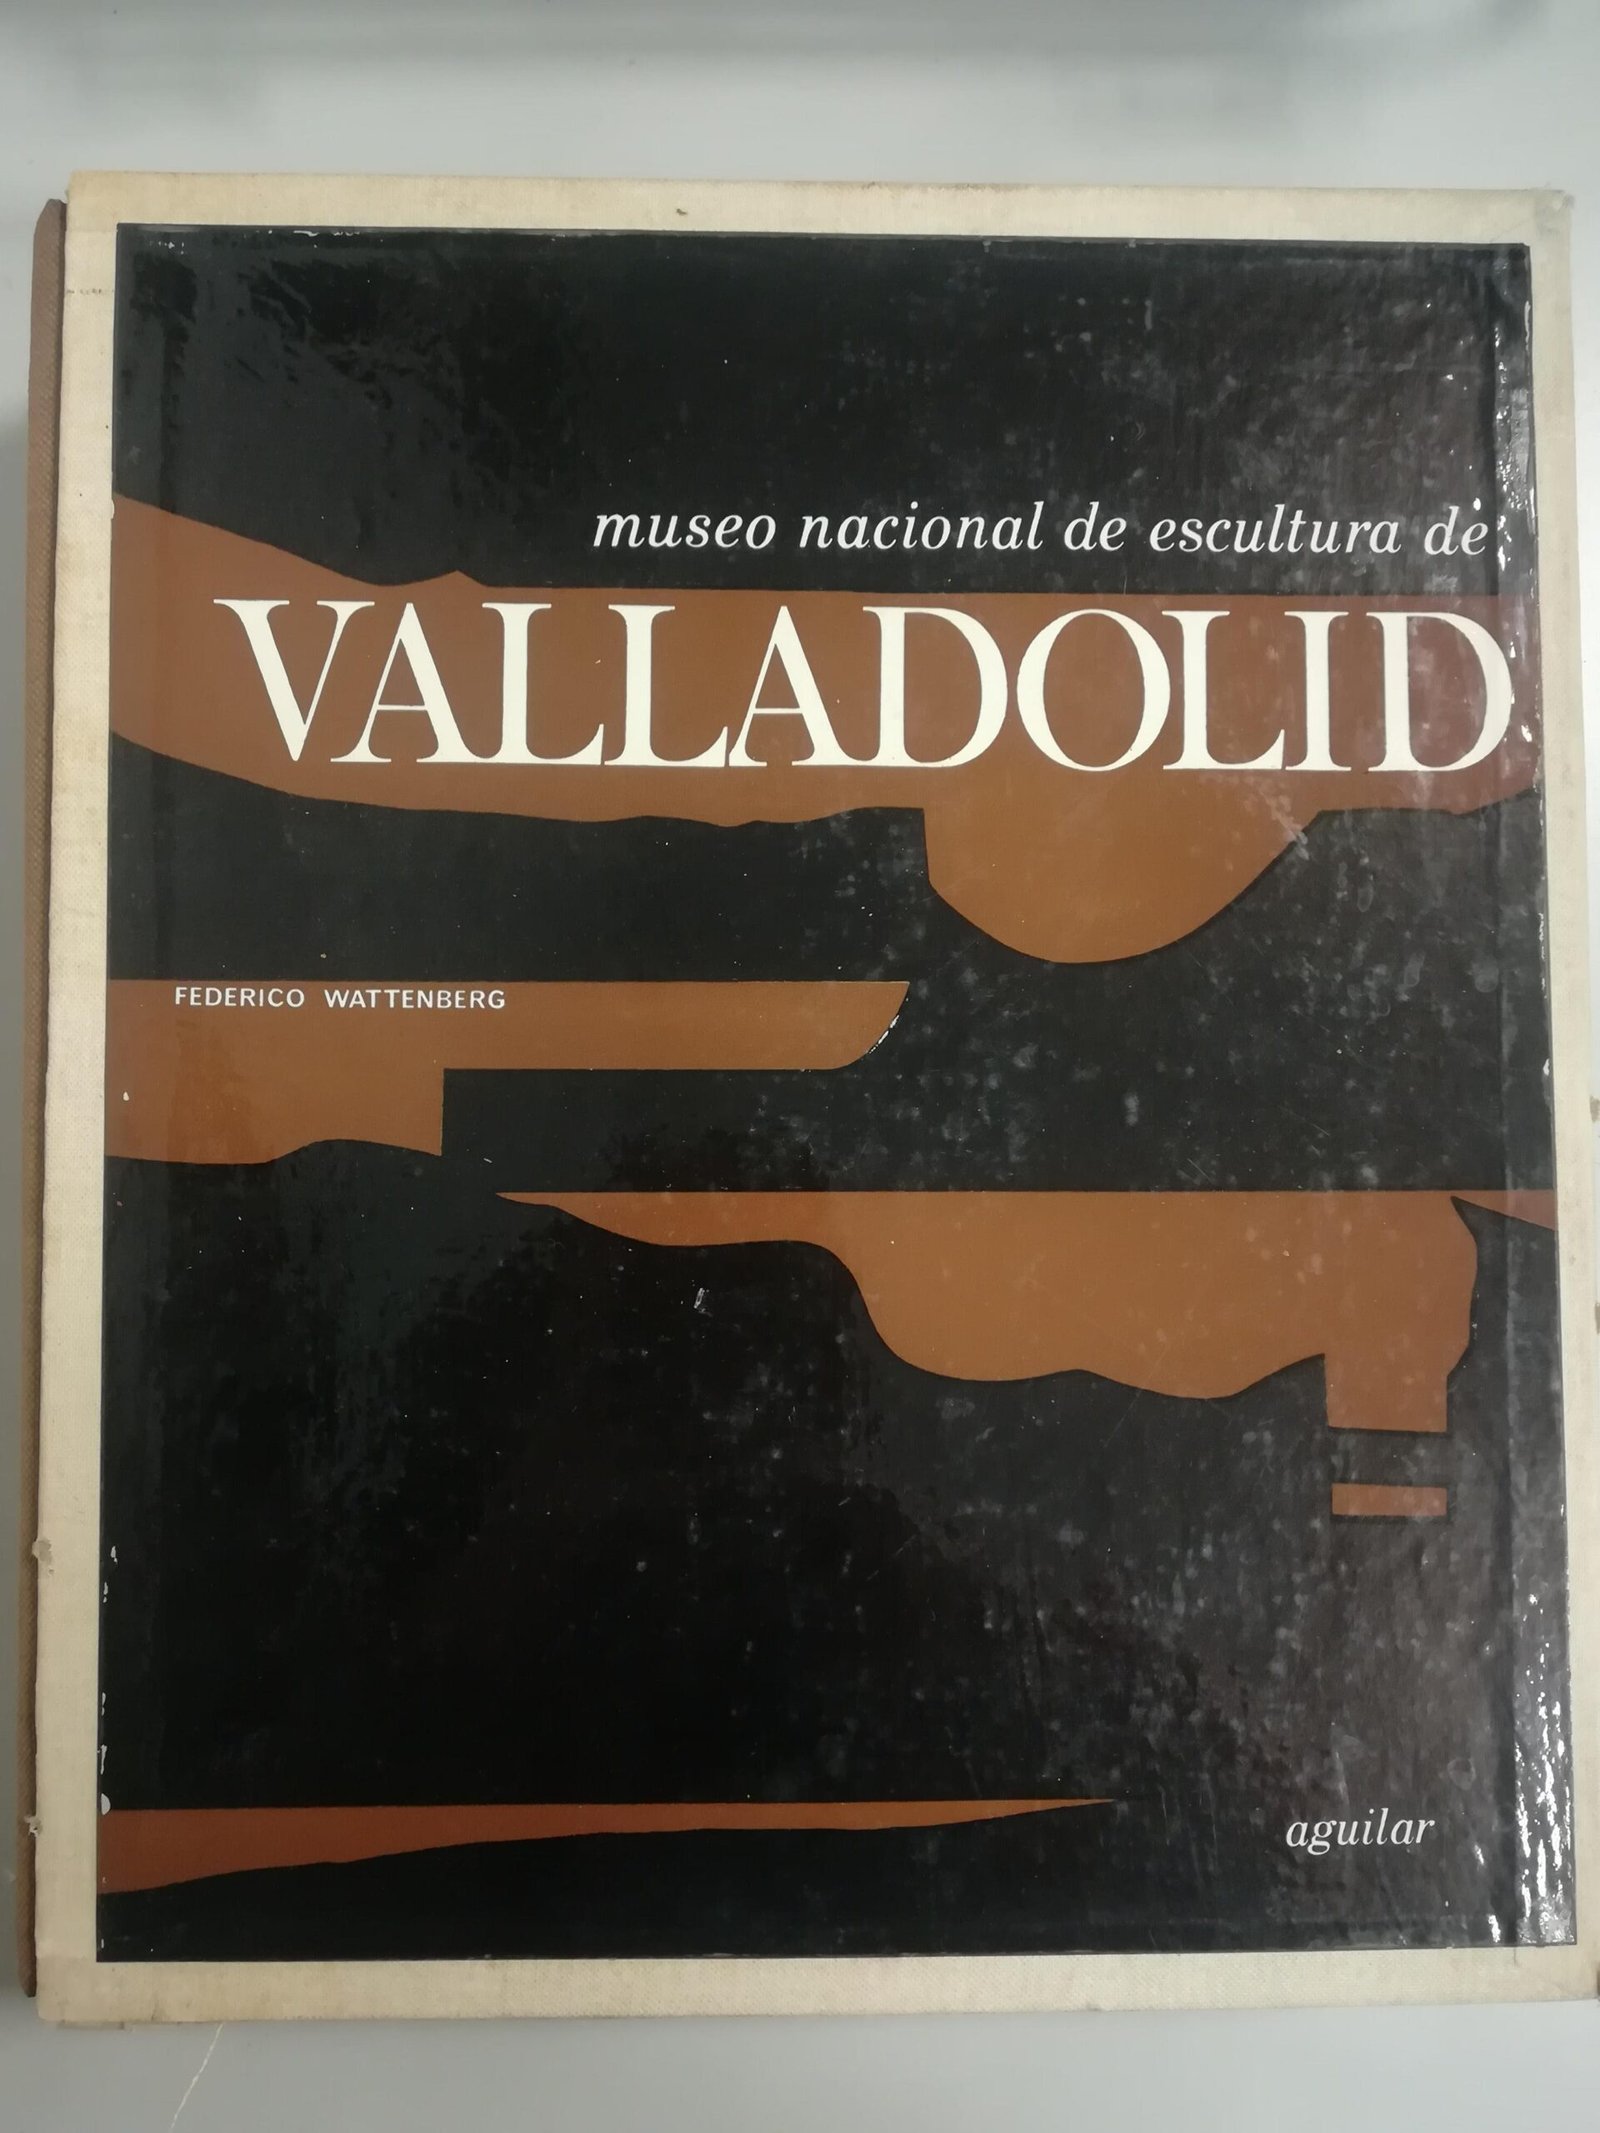 museo nacional de escultura de
VALLADOLID
FEDERICO WATTENBERG
aguilar